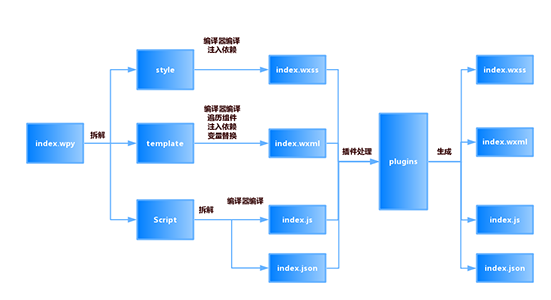 编译器编译
注入依赖
style
index.wxss
index.wxss
编译器编译
遍历组件
注入依赖
变量替换
index.wpy
拆解
template
index.wxml
插件处理
plugins
生成
index.wxml
编译器编译
Script
拆解
index.js
index.js
index.json
index.json